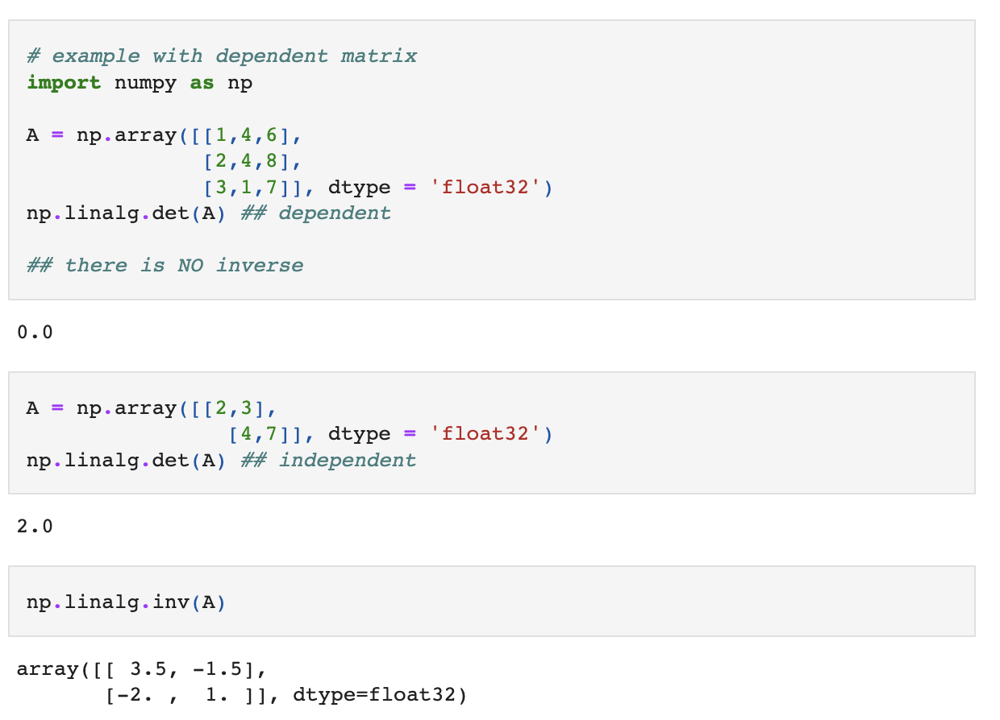 # example with dependent matrix
import numpy as np
A = np.array([[1,4,6],
              [2,4,8],
              [3,1,7]], dtype = 'float32')
np.linalg.det(A) ## dependent
## there is NO inverse
0.0
A = np.array([[2,3],
                [4,7]], dtype = 'float32')
np.linalg.det(A) ## independent
2.0
np.linalg.inv(A)
array([[ 3.5, -1.5],
       [-2. ,  1. ]], dtype=float32)